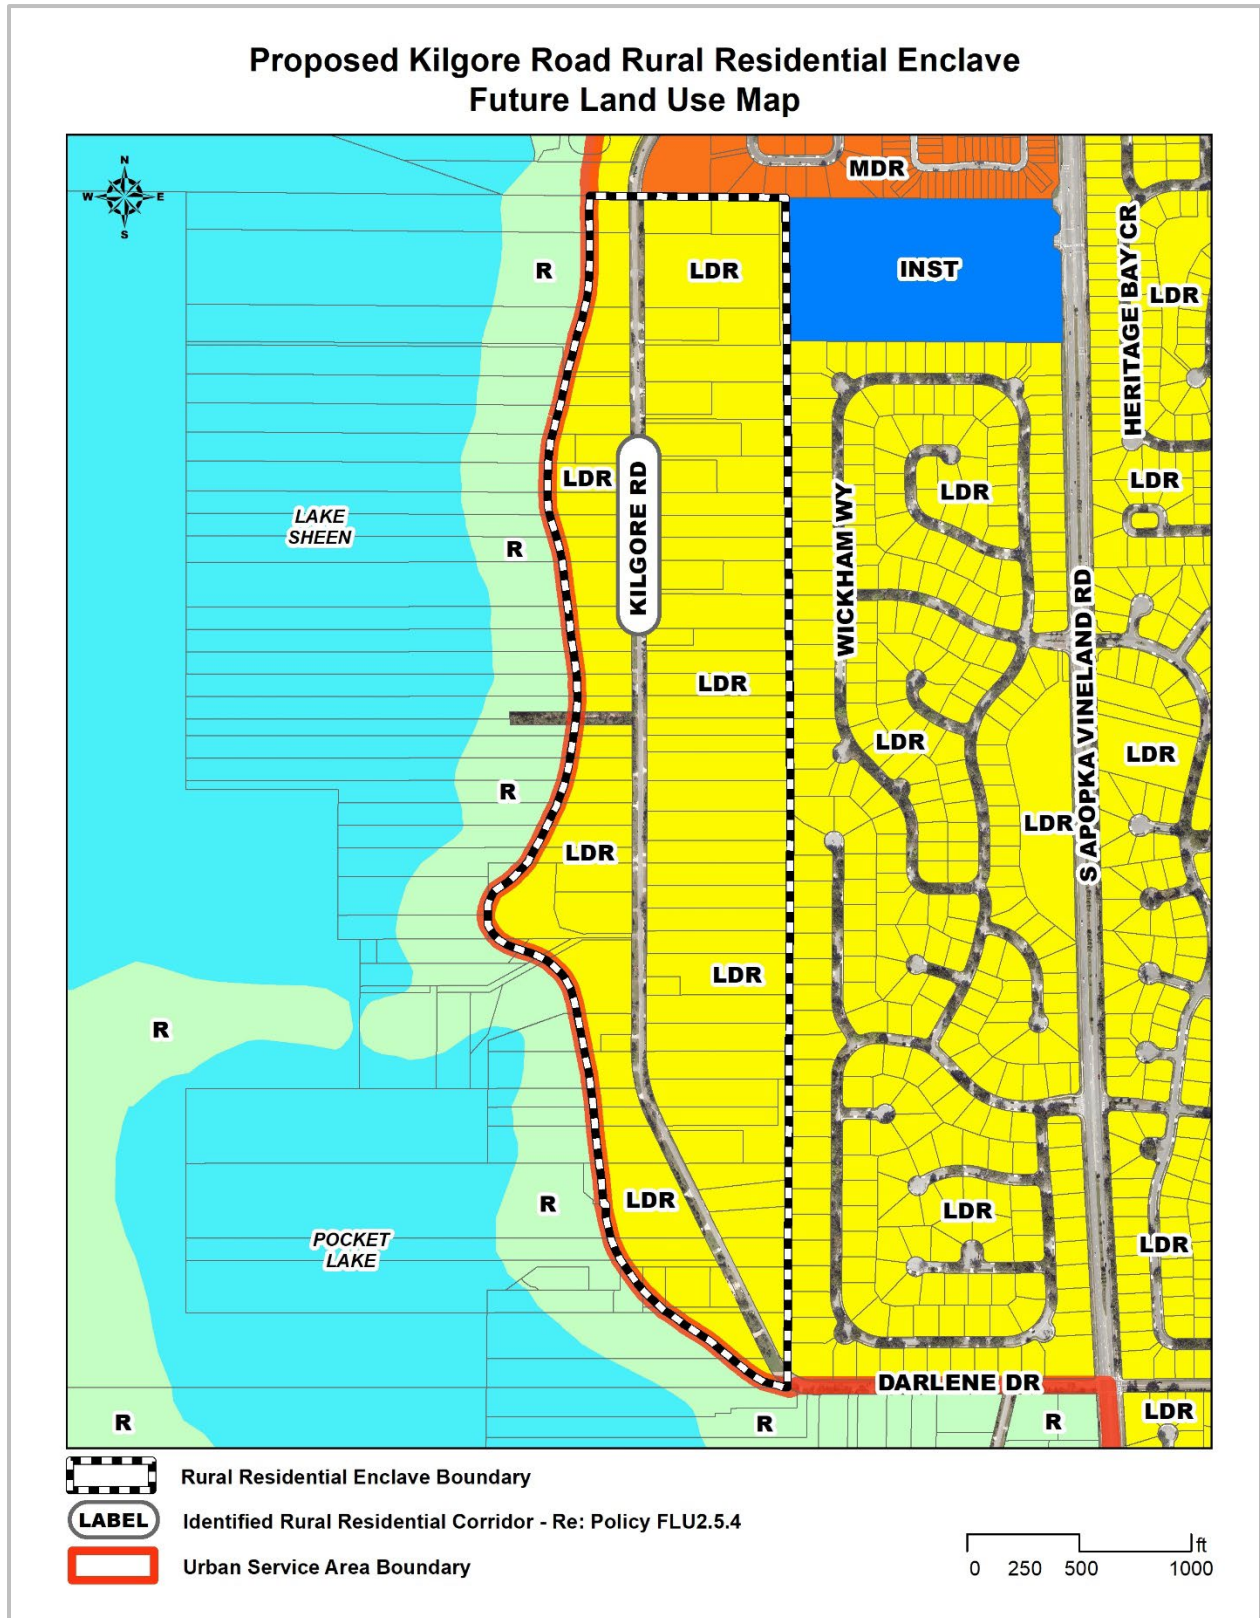 Proposed Kilgore Road Rural Residential Enclave
Future Land Use Map
N
W
E
S
MDR
R
LDR
INST
HERITAGE BAY CR
LDR
LDR
KILGORE RD
LAKE
SHEEN
R
WICKHAM WY
LDR
LDR
S APOPKA VINELAND RD
LDR
LDR
LDR
R
LDR
LDR
LDR
R
R
LDR
LDR
POCKET
LAKE
LDR
LDR
DARLENE DR
R
R
R
LDR
Rural Residential Enclave Boundary
LABEL
Identified Rural Residential Corridor - Re: Policy FLU2.5.4
Urban Service Area Boundary
ft
0 250 500 1000